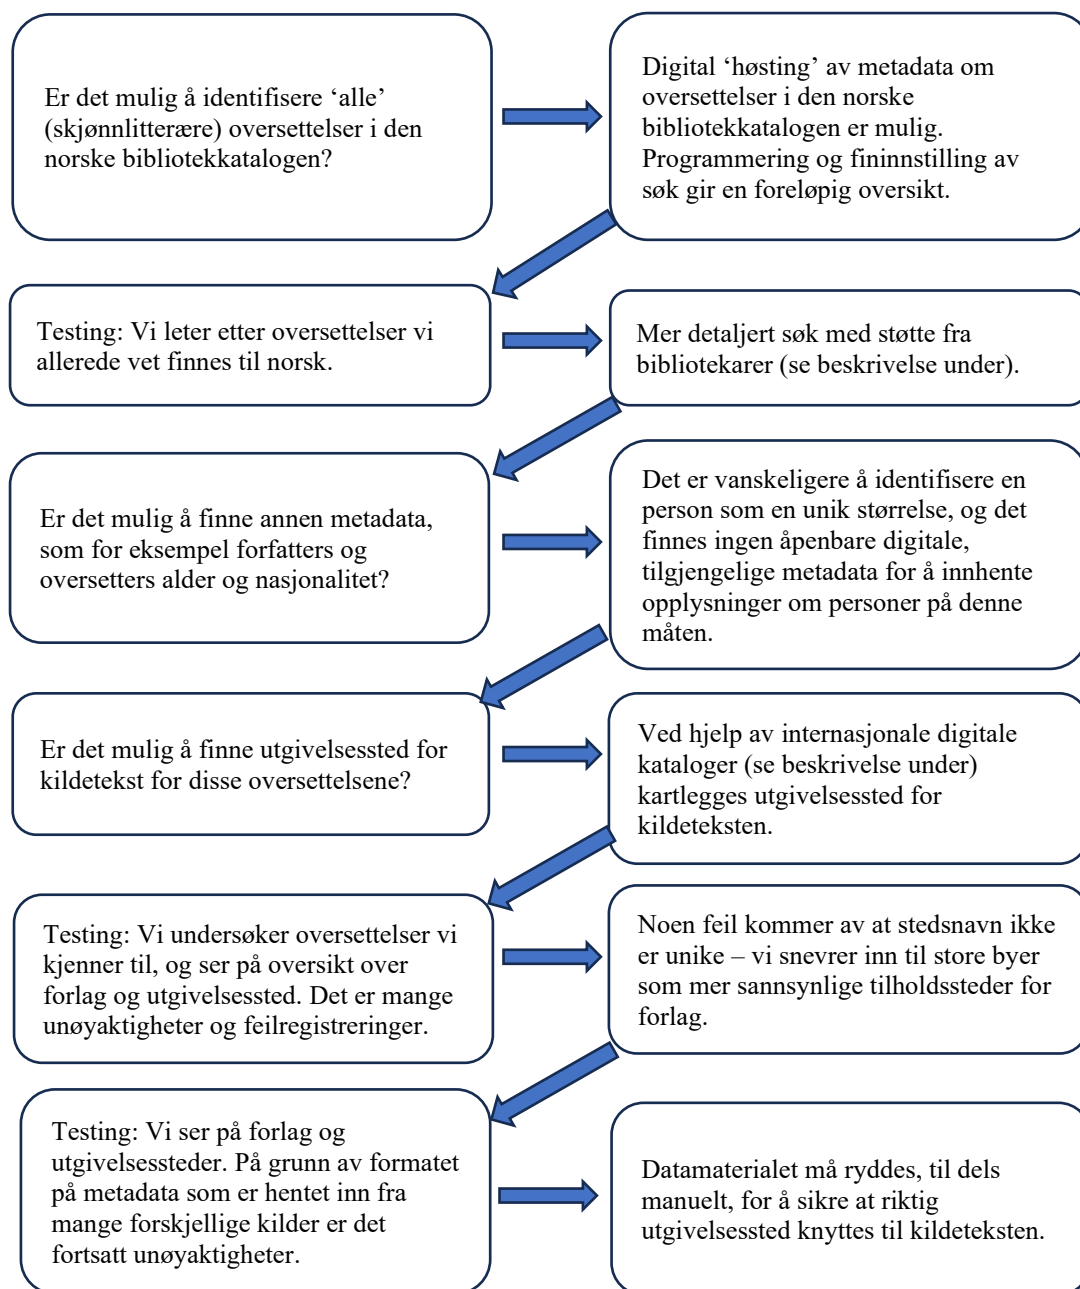 Er det mulig å identifisere ‘alle’
(skjønnlitterære) oversettelser i den
norske bibliotekkatalogen?
Digital ‘høsting’ av metadata om
oversettelser i den norske
bibliotekkatalogen er mulig.
Programmering og fininnstilling av
søk gir en foreløpig oversikt.
Testing: Vi leter etter oversettelser vi
allerede vet finnes til norsk.
Mer detaljert søk med støtte fra
bibliotekarer (se beskrivelse under).
Er det mulig å finne annen metadata,
som for eksempel forfatters og
oversetters alder og nasjonalitet?
Det er vanskeligere å identifisere en
person som en unik størrelse, og det
finnes ingen åpenbare digitale,
tilgjengelige metadata for å innhente
opplysninger om personer på denne
måten.
Er det mulig å finne utgivelsessted for
kildetekst for disse oversettelsene?
Ved hjelp av internasjonale digitale
kataloger (se beskrivelse under)
kartlegges utgivelsessted for
kildeteksten.
Testing: Vi undersøker oversettelser vi
kjenner til, og ser på oversikt over
forlag og utgivelsessted. Det er mange
unøyaktigheter og feilregistreringer.
Noen feil kommer av at stedsnavn ikke
er unike – vi snevrer inn til store byer
som mer sannsynlige tilholdssteder for
forlag.
Testing: Vi ser på forlag og
utgivelsessteder. På grunn av formatet
på metadata som er hentet inn fra
mange forskjellige kilder er det
fortsatt unøyaktigheter.
Datamaterialet må ryddes, til dels
manuelt, for å sikre at riktig
utgivelsessted knyttes til kildeteksten.